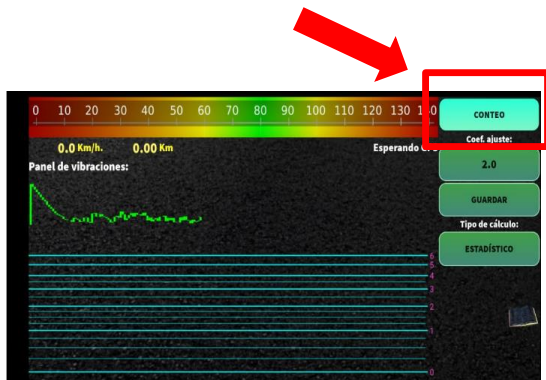 0 10 20 30 40 50 60 70 80 90 100 110 120 130
CONTEO
0.0 Km/h. 0.00 Km
Esperando
Coef. ajuste:
Panel de vibraciones:
2.0
GUARDAR
Tipo de cálculo:
ESTADÍSTICO
6
5
4
3
2
1
0